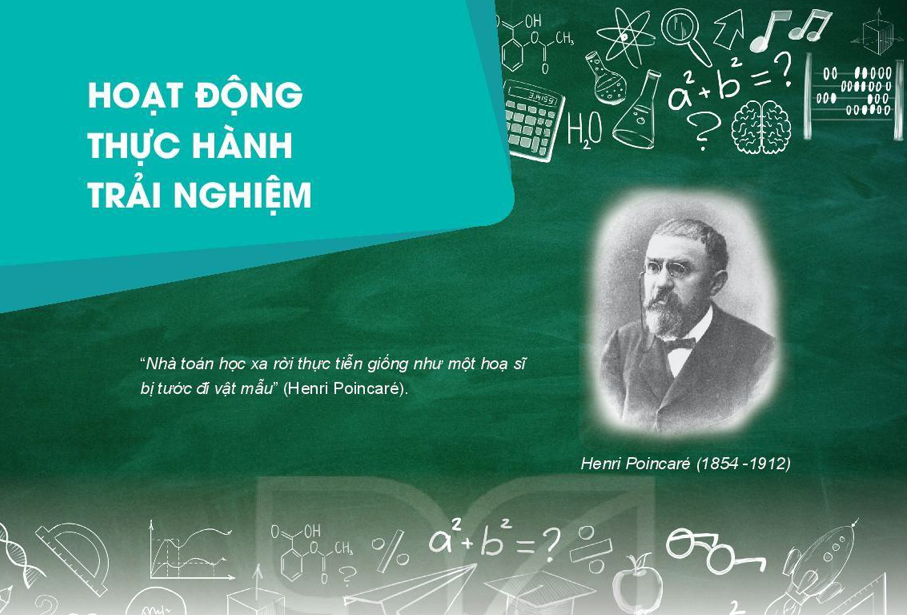 HOẠT ĐỘNG
THỰC HÀNH
TRẢI NGHIỆM
OH
O
CH₃
O
H₂O
a² + b² = ?
?
“Nhà toán học xa rời thực tiễn giống như một hoạ sĩ
bị tước đi vật mẫu” (Henri Poincaré).
Henri Poincaré (1854 -1912)
O
OH
O
CH₃
O
%
a² + b² = ?
?
2